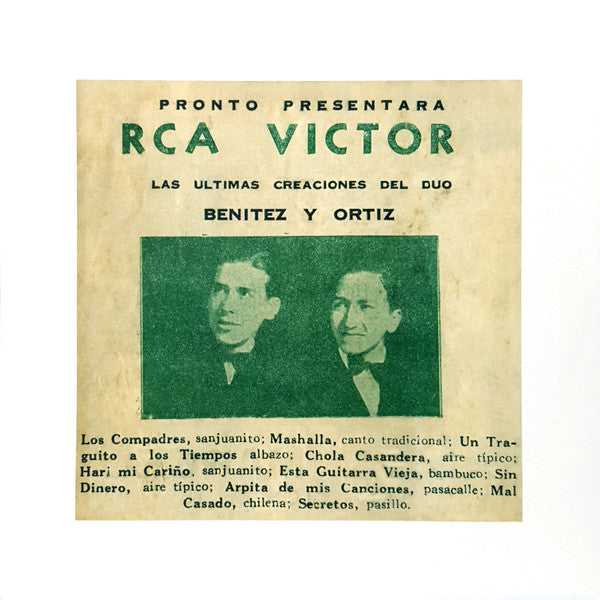 PRONTO PRESENTARA
RCA VICTOR
LAS ULTIMAS CREACIONES DEL DUO
BENITEZ Y ORTIZ
Los Compadres, sanjuanito; Mashalla, canto tradicional; Un Tra-
guito a los Tiempos albazo; Chola Casandera, aire típico;
Hari mi Cariño, sanjuanito; Esta Guitarra Vieja, bambuco; Sin
Dinero, aire típico; Arpita de mis Canciones, pasacalle; Mal
Casado, chilena; Secretos, pasillo.